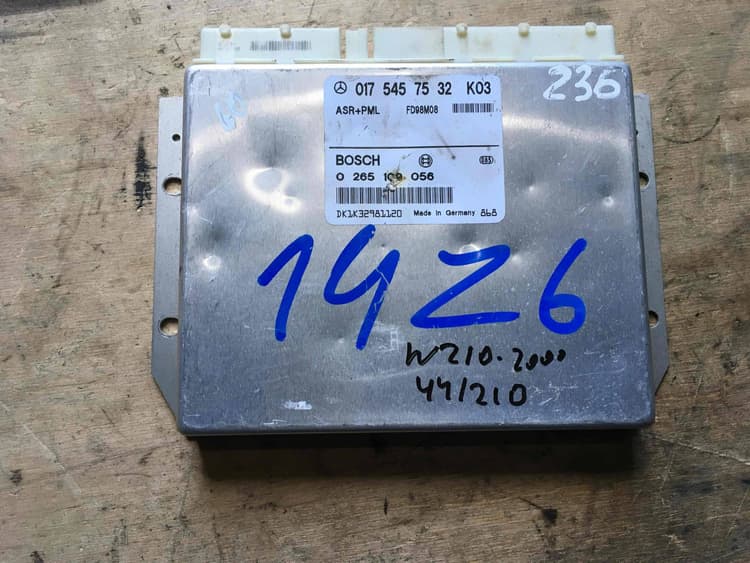 236
017 545 75 32 K03
ASR+PML FD98M08
BOSCH
0 265 109 056
DK1K32981120 Made in Germany 868
14Z6
W210-2000
44/210